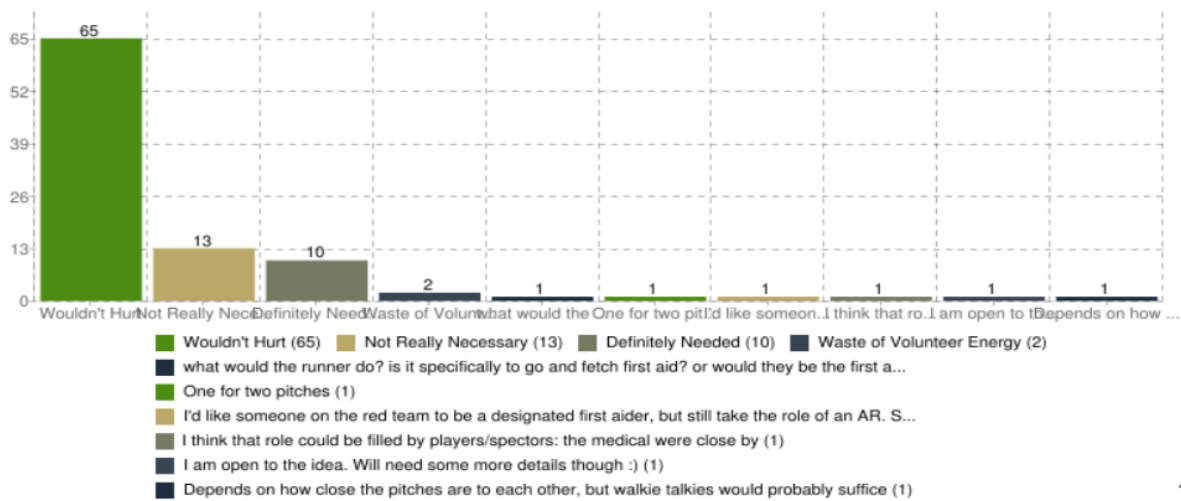 65
65
52
39
26
13
13
10
2
1
1
1
1
1
1
0
Wouldn't Hurt Not Really Nece... Definitely Need... Waste of Volunt... what would the One for two pit... I'd like someon... I think that ro... I am open to th... Depends on how ...
Wouldn't Hurt (65) Not Really Necessary (13) Definitely Needed (10) Waste of Volunteer Energy (2)
what would the runner do? is it specifically to go and fetch first aid? or would they be the first a...
One for two pitches (1)
I'd like someone on the red team to be a designated first aider, but still take the role of an AR. S...
I think that role could be filled by players/spectors: the medical were close by (1)
I am open to the idea. Will need some more details though :) (1)
Depends on how close the pitches are to each other, but walkie talkies would probably suffice (1)